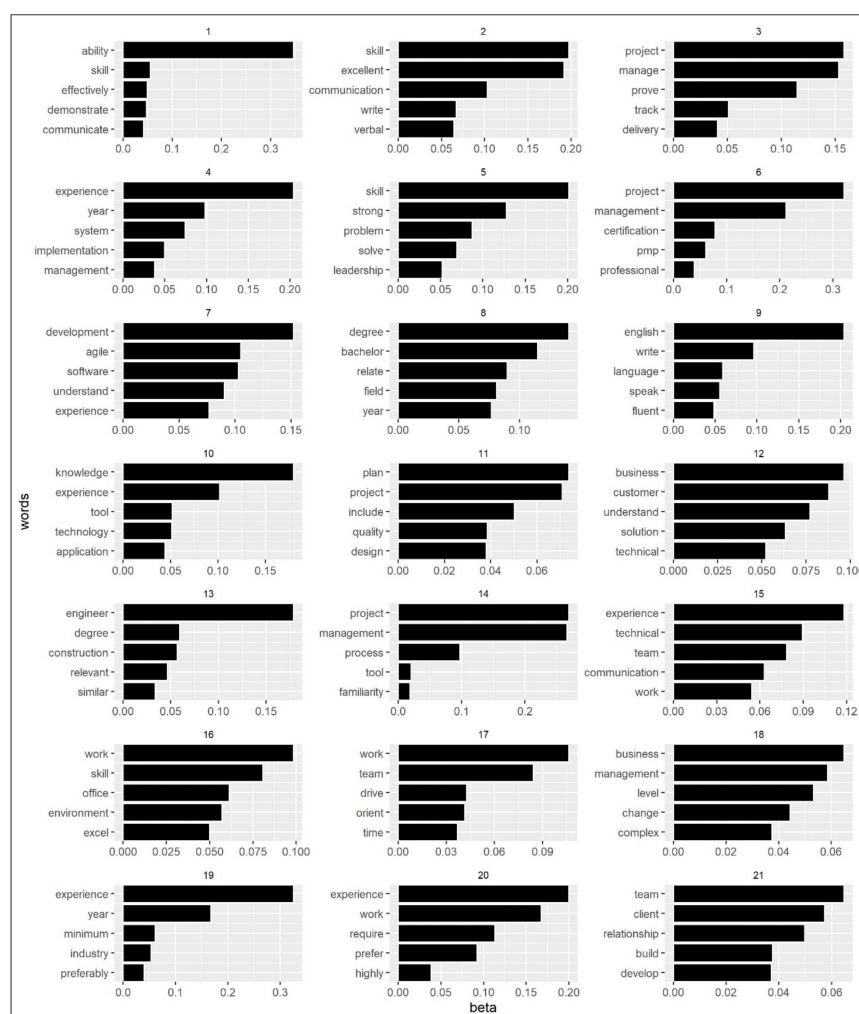 1
ability
skill
effectively
demonstrate
communicate
0.0 0.1 0.2 0.3
2
skill
excellent
communication
write
verbal
0.00 0.05 0.10 0.15 0.20
3
project
manage
prove
track
delivery
0.00 0.05 0.10 0.15
4
experience
year
system
implementation
management
0.00 0.05 0.10 0.15 0.20
5
skill
strong
problem
solve
leadership
0.00 0.05 0.10 0.15 0.20
6
project
management
certification
pmp
professional
0.0 0.1 0.2 0.3
7
development
agile
software
understand
experience
0.00 0.05 0.10 0.15
8
degree
bachelor
relate
field
year
0.00 0.05 0.10
9
english
write
language
speak
fluent
0.00 0.05 0.10 0.15 0.20
10
knowledge
experience
tool
technology
application
0.00 0.05 0.10 0.15
11
plan
project
include
quality
design
0.00 0.02 0.04 0.06
12
business
customer
understand
solution
technical
0.000 0.025 0.050 0.075 0.100
words
13
engineer
degree
construction
relevant
similar
0.00 0.05 0.10 0.15
14
project
management
process
tool
familiarity
0.0 0.1 0.2
15
experience
technical
team
communication
work
0.00 0.03 0.06 0.09 0.12
16
work
skill
office
environment
excel
0.000 0.025 0.050 0.075 0.100
17
work
team
drive
orient
time
0.00 0.03 0.06 0.09
18
business
management
level
change
complex
0.00 0.02 0.04 0.06
19
experience
year
minimum
industry
preferably
0.0 0.1 0.2 0.3
20
experience
work
require
prefer
highly
0.00 0.05 0.10 0.15 0.20
21
team
client
relationship
build
develop
0.00 0.02 0.04 0.06
beta